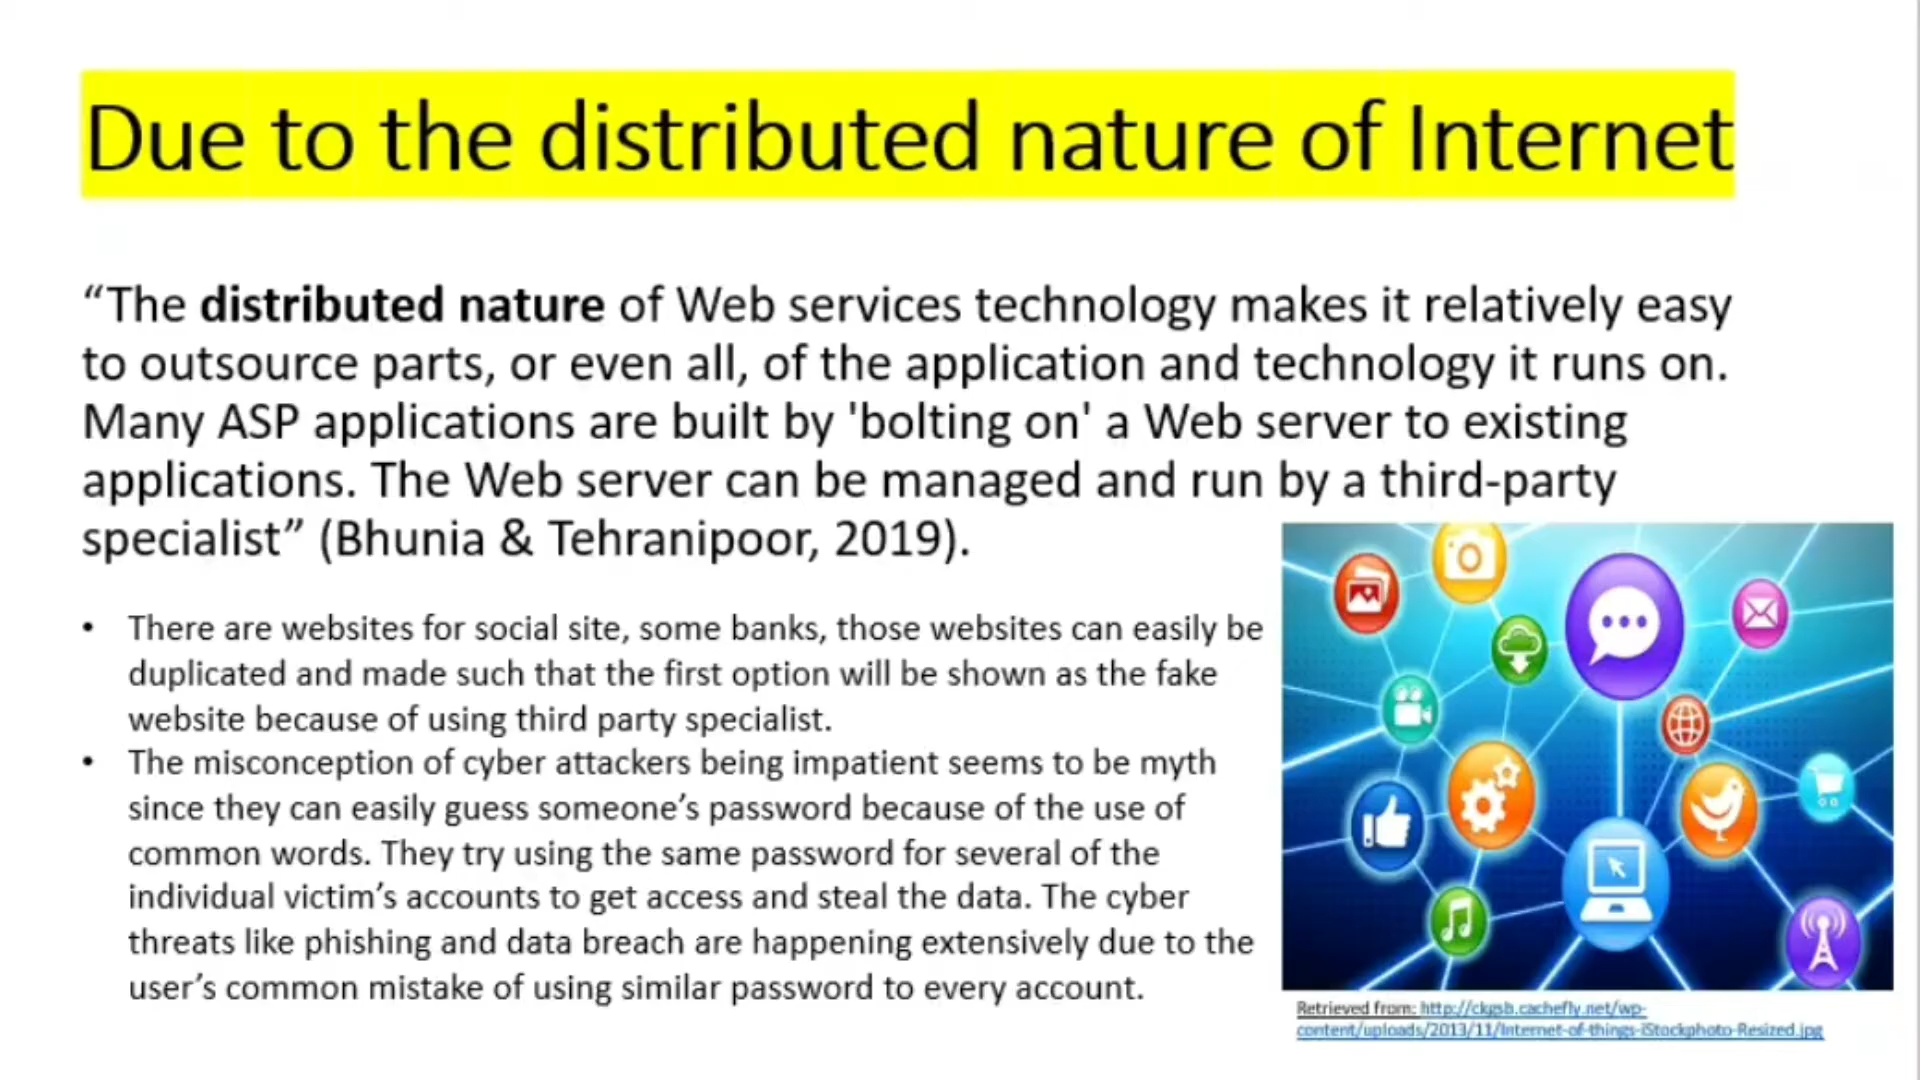 Due to the distributed nature of Internet
“The distributed nature of Web services technology makes it relatively easy
to outsource parts, or even all, of the application and technology it runs on.
Many ASP applications are built by 'bolting on' a Web server to existing
applications. The Web server can be managed and run by a third-party
specialist” (Bhunia & Tehranipoor, 2019).
• There are websites for social site, some banks, those websites can easily be
duplicated and made such that the first option will be shown as the fake
website because of using third party specialist.
• The misconception of cyber attackers being impatient seems to be myth
since they can easily guess someone’s password because of the use of
common words. They try using the same password for several of the
individual victim’s accounts to get access and steal the data. The cyber
threats like phishing and data breach are happening extensively due to the
user’s common mistake of using similar password to every account.
Retrieved from: http://ckgsb.cachefly.net/wp-
content/uploads/2013/11/Internet-of-things-iStockphoto-Resized.jpg